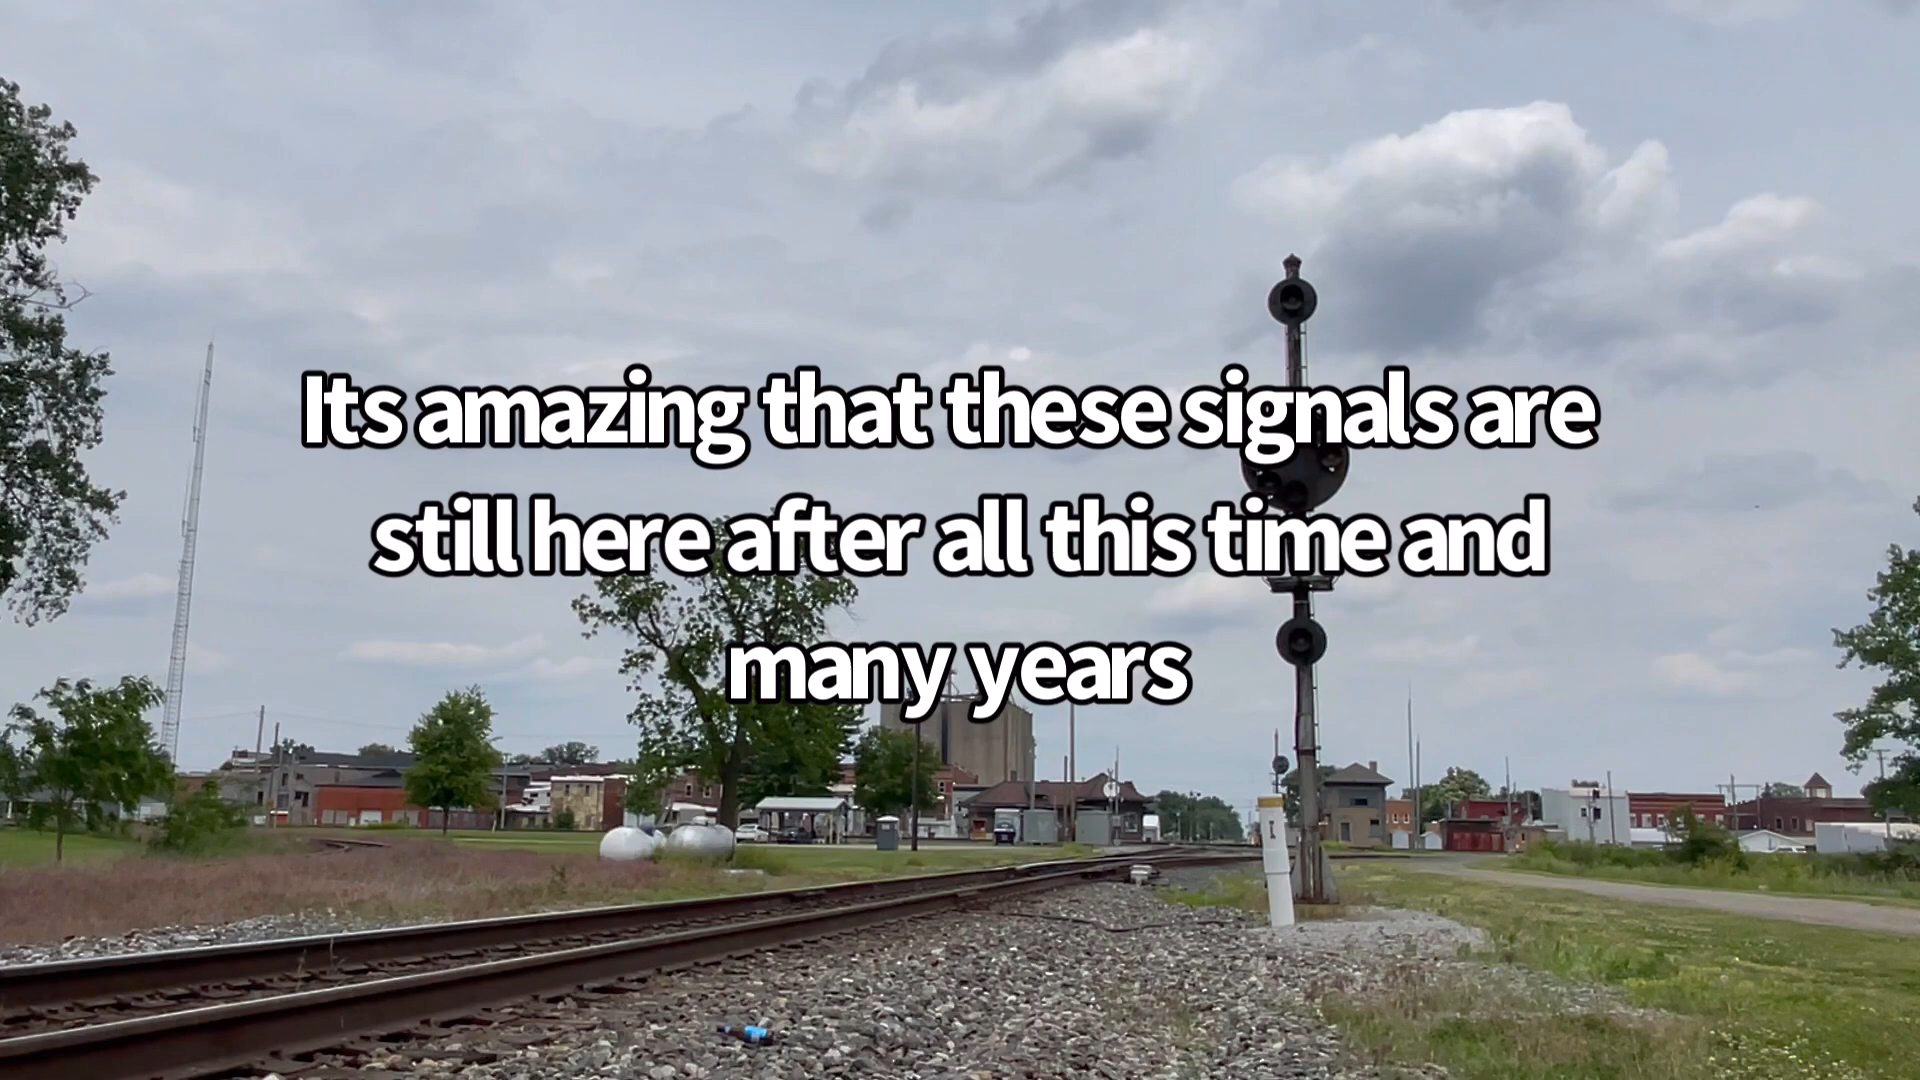 Its amazing that these signals are
still here after all this time and
many years